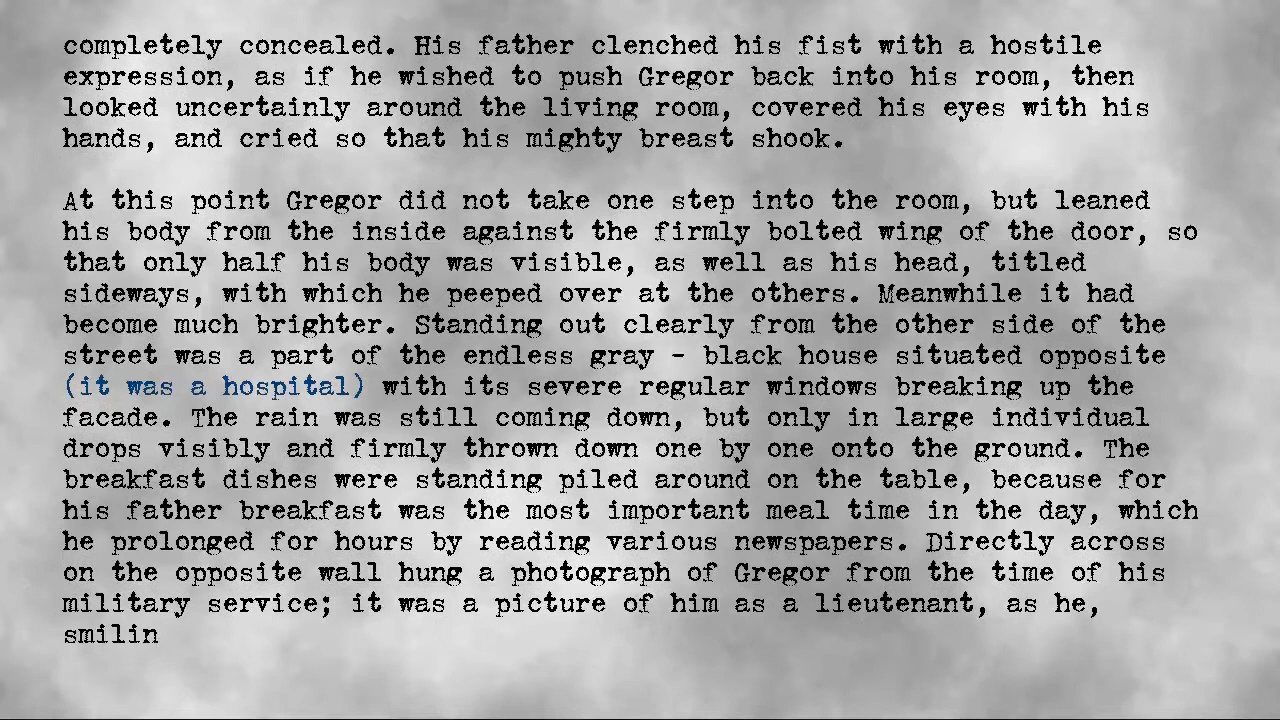 completely concealed. His father clenched his fist with a hostile
expression, as if he wished to push Gregor back into his room, then
looked uncertainly around the living room, covered his eyes with his
hands, and cried so that his mighty breast shook.
At this point Gregor did not take one step into the room, but leaned
his body from the inside against the firmly bolted wing of the door, so
that only half his body was visible, as well as his head, titled
sideways, with which he peeped over at the others. Meanwhile it had
become much brighter. Standing out clearly from the other side of the
street was a part of the endless gray - black house situated opposite
(it was a hospital) with its severe regular windows breaking up the
facade. The rain was still coming down, but only in large individual
drops visibly and firmly thrown down one by one onto the ground. The
breakfast dishes were standing piled around on the table, because for
his father breakfast was the most important meal time in the day, which
he prolonged for hours by reading various newspapers. Directly across
on the opposite wall hung a photograph of Gregor from the time of his
military service; it was a picture of him as a lieutenant, as he,
smilin